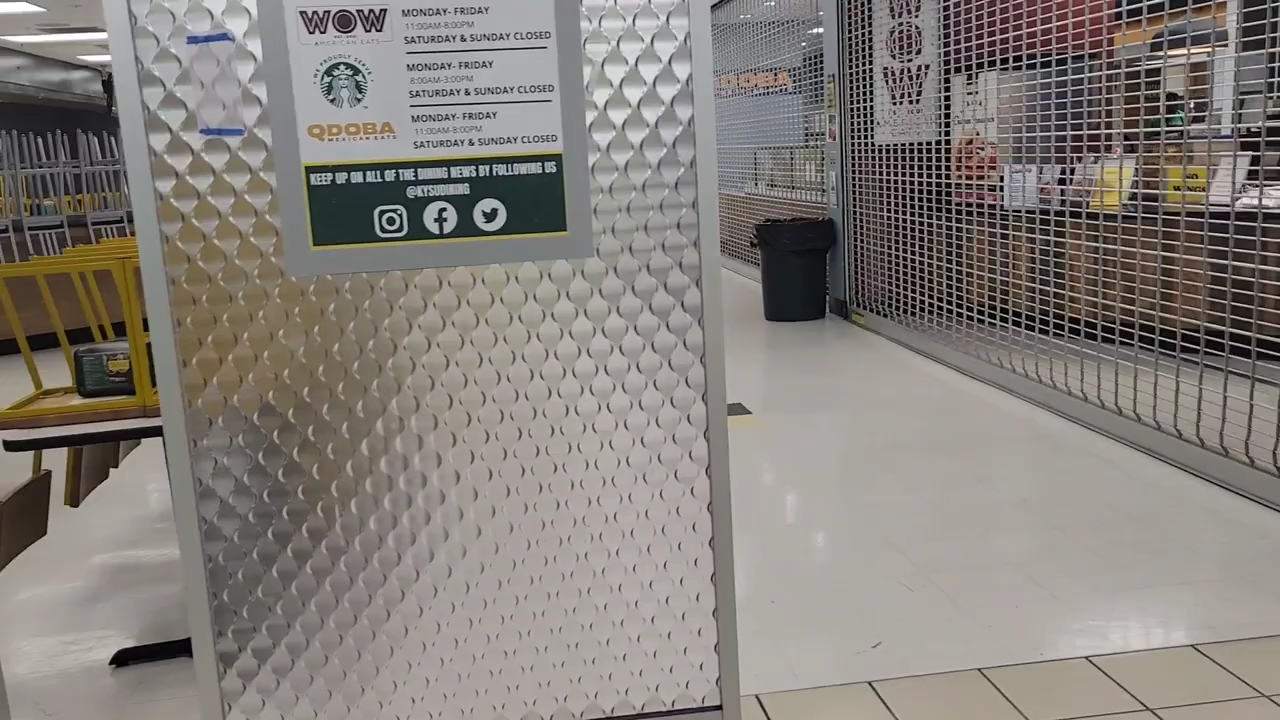 WOW
AMERICAN EATS
MONDAY- FRIDAY
11:00AM-8:00PM
SATURDAY & SUNDAY CLOSED
WE PROUDLY SERVE
MONDAY- FRIDAY
8:00AM-3:00PM
SATURDAY & SUNDAY CLOSED
QDOBA
MEXICAN EATS
MONDAY- FRIDAY
11:00AM-8:00PM
SATURDAY & SUNDAY CLOSED
KEEP UP ON ALL OF THE DINING NEWS BY FOLLOWING US
@KYSUDINING
QDOBA
WOW
NO
WINGS